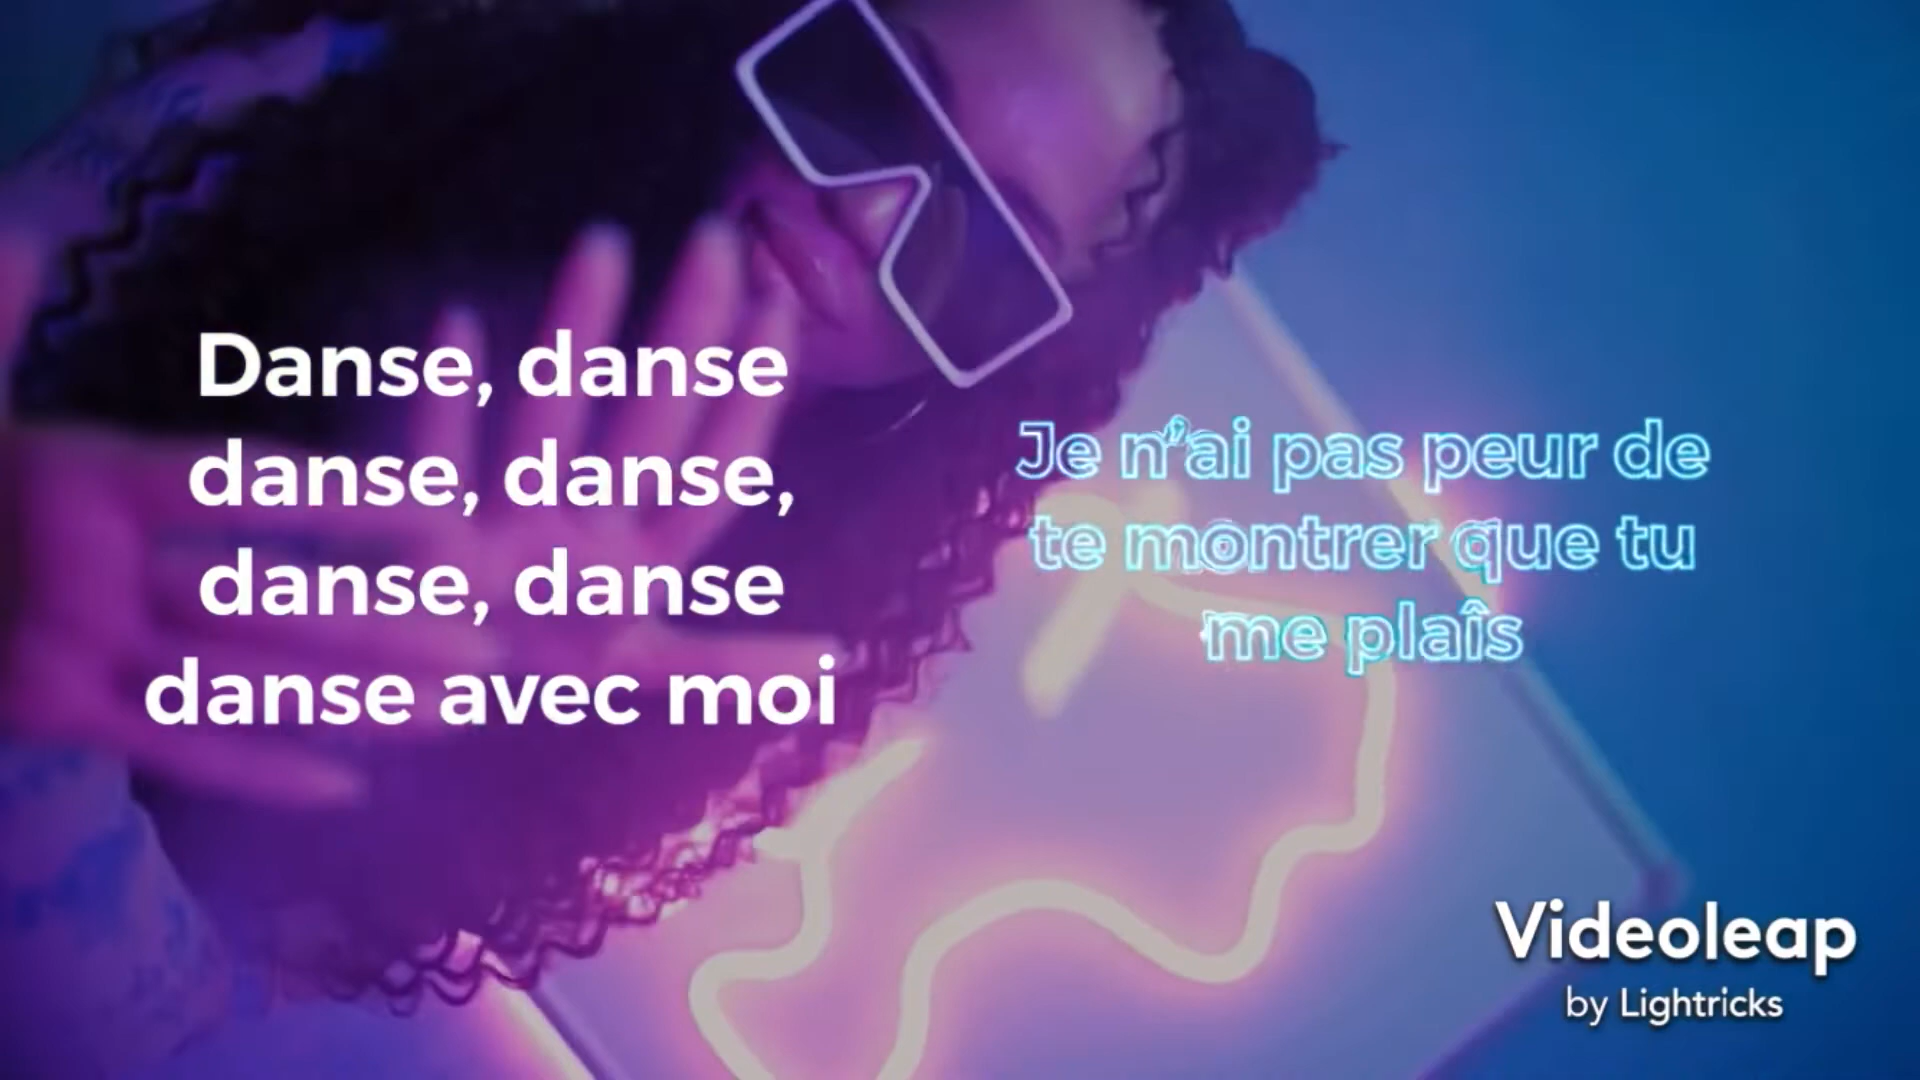 Danse, danse
danse, danse,
danse, danse
danse avec moi
Je n'ai pas peur de
te montrer que tu
me plaîs
Videoleap
by Lightricks